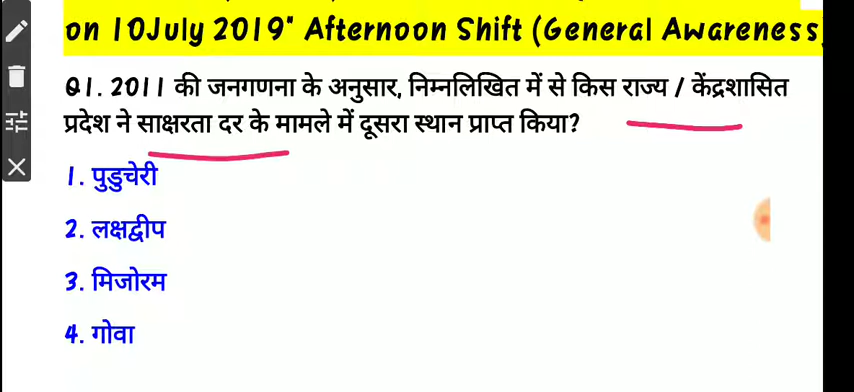 on 10July 2019" Afternoon Shift (General Awareness)
Q1. 2011 की जनगणना के अनुसार, निम्नलिखित में से किस राज्य / केंद्रशासित
प्रदेश ने साक्षरता दर के मामले में दूसरा स्थान प्राप्त किया?
1. पुडुचेरी
2. लक्षद्वीप
3. मिजोरम
4. गोवा